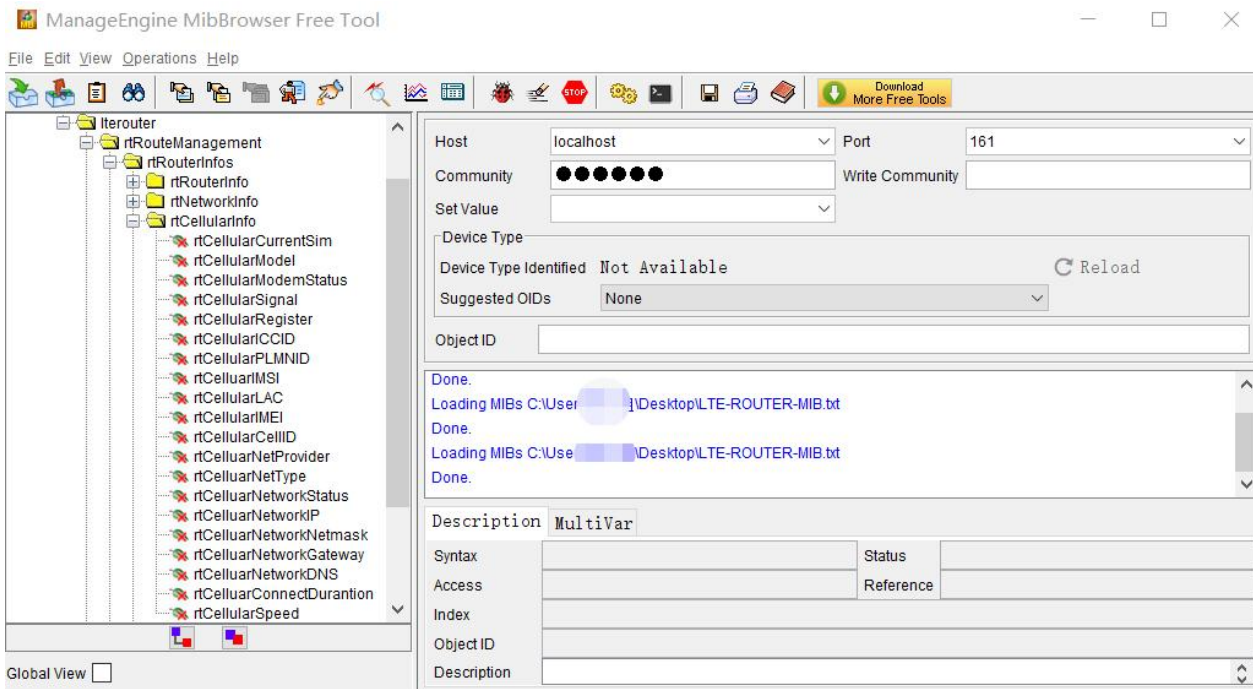 ManageEngine MibBrowser Free Tool
File Edit View Operations Help
STOP
Download
More Free Tools
lterouter
rtRouteManagement
rtRouterInfos
rtRouterInfo
rtNetworkInfo
rtCellularInfo
rtCellularCurrentSim
rtCellularModel
rtCellularModemStatus
rtCellularSignal
rtCellularRegister
rtCellularICCID
rtCellularPLMNID
rtCelluarIMSI
rtCellularLAC
rtCellularIMEI
rtCellularCellID
rtCelluarNetProvider
rtCelluarNetType
rtCelluarNetworkStatus
rtCelluarNetworkIP
rtCelluarNetworkNetmask
rtCelluarNetworkGateway
rtCelluarNetworkDNS
rtCelluarConnectDurantion
rtCellularSpeed
Global View
Host localhost Port 161
Community ●●●●●● Write Community
Set Value
Device Type
Device Type Identified Not Available Reload
Suggested OIDs None
Object ID
Done.
Loading MIBs C:\User \Desktop\LTE-ROUTER-MIB.txt
Done.
Loading MIBs C:\Use \Desktop\LTE-ROUTER-MIB.txt
Done.
Description MultiVar
Syntax Status
Access Reference
Index
Object ID
Description